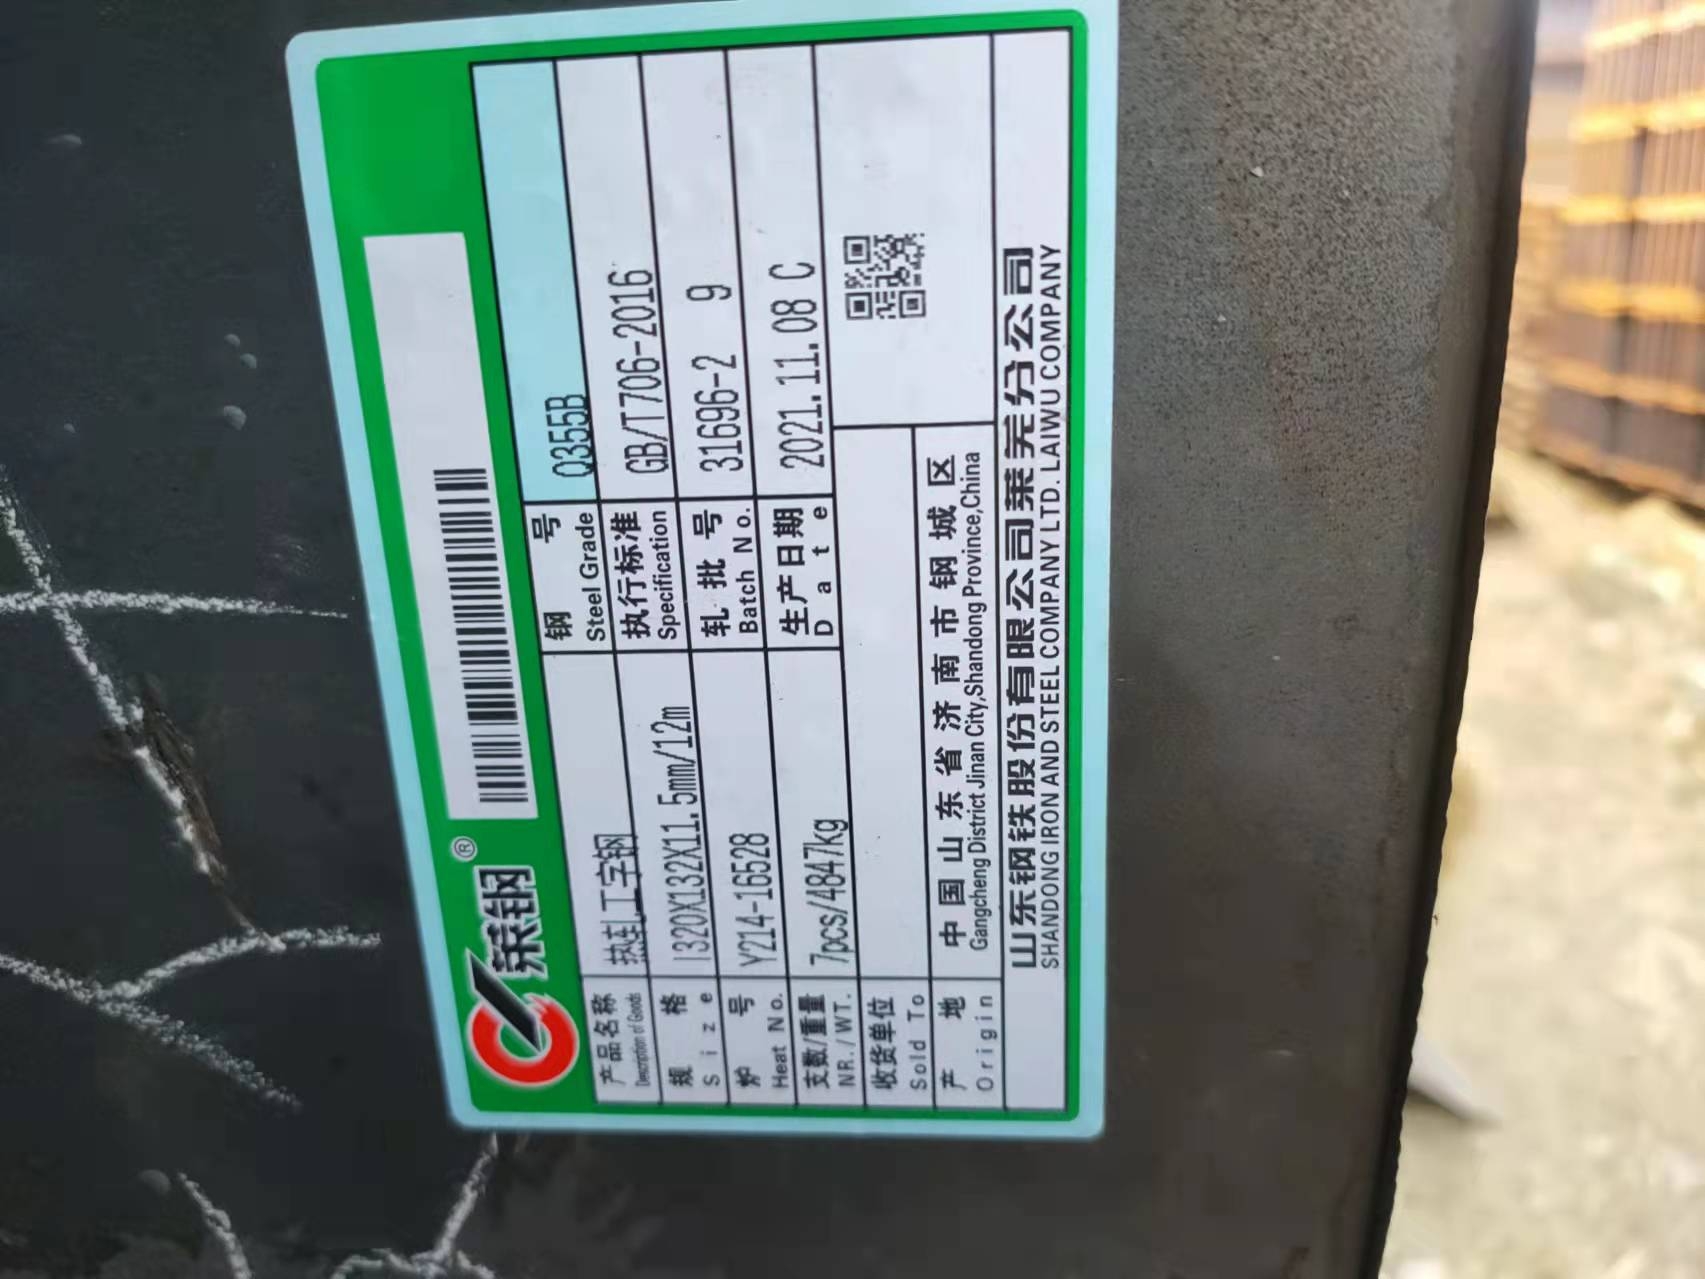 莱钢®
产品名称 热轧工字钢 钢号 Q355B
Description of Goods Steel Grade
规格 I320X132X11.5mm/12m 执行标准 GB/T706-2016
Size Specification
炉号 Y214-16528 轧批号 31696-2 9
Heat No. Batch No.
支数/重量 7pcs/4847kg 生产日期 2021.11.08 C
NR./WT. Date
收货单位
Sold To
产地 中国山东省济南市钢城区
Origin Gangcheng District Jinan City,Shandong Province,China
山东钢铁股份有限公司莱芜分公司
SHANDONG IRON AND STEEL COMPANY LTD. LAIWU COMPANY